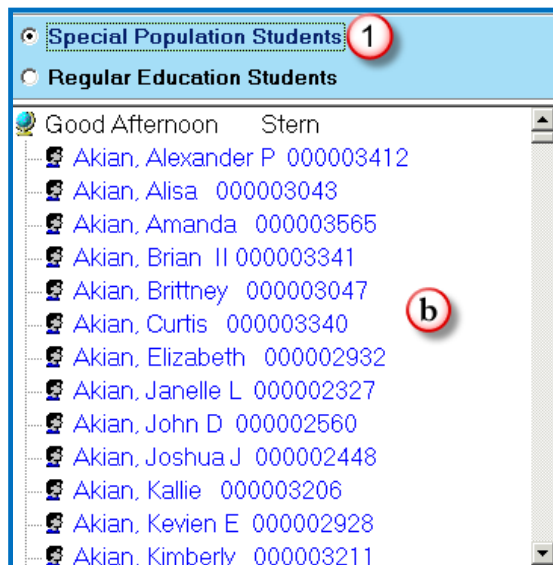 Special Population Students 1
Regular Education Students
Good Afternoon Stern
Akian, Alexander P 000003412
Akian, Alisa 000003043
Akian, Amanda 000003565
Akian, Brian II 000003341
Akian, Brittney 000003047
b
Akian, Curtis 000003340
Akian, Elizabeth 000002932
Akian, Janelle L 000002327
Akian, John D 000002560
Akian, Joshua J 000002448
Akian, Kallie 000003206
Akian, Kevien E 000002928
Akian, Kimberly 000003211